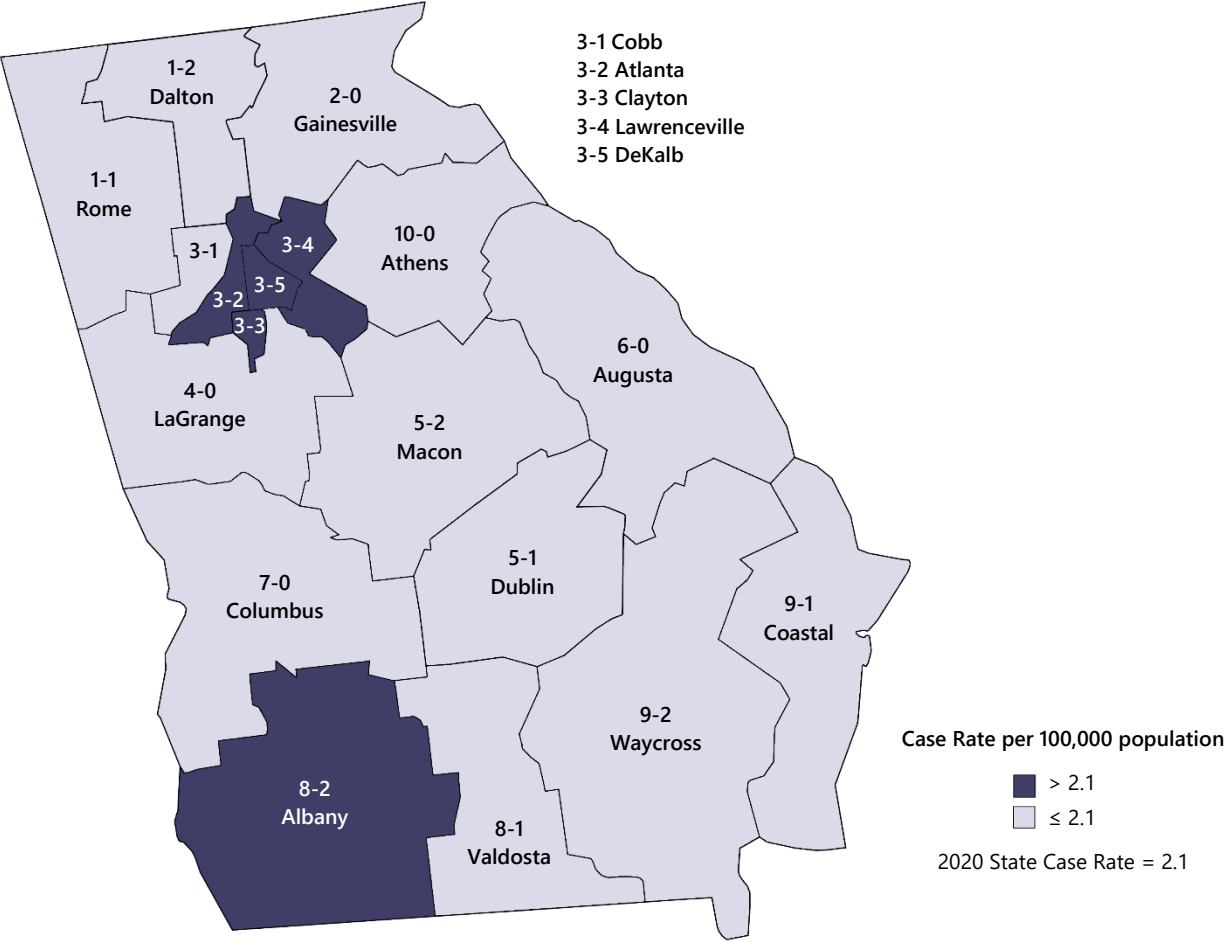 3-1 Cobb
3-2 Atlanta
3-3 Clayton
3-4 Lawrenceville
3-5 DeKalb
1-2
Dalton
2-0
Gainesville
1-1
Rome
3-1
3-4
10-0
Athens
3-5
3-2
3-3
6-0
Augusta
4-0
LaGrange
5-2
Macon
5-1
Dublin
7-0
Columbus
9-1
Coastal
9-2
Waycross
8-2
Albany
8-1
Valdosta
Case Rate per 100,000 population
> 2.1
≤ 2.1
2020 State Case Rate = 2.1